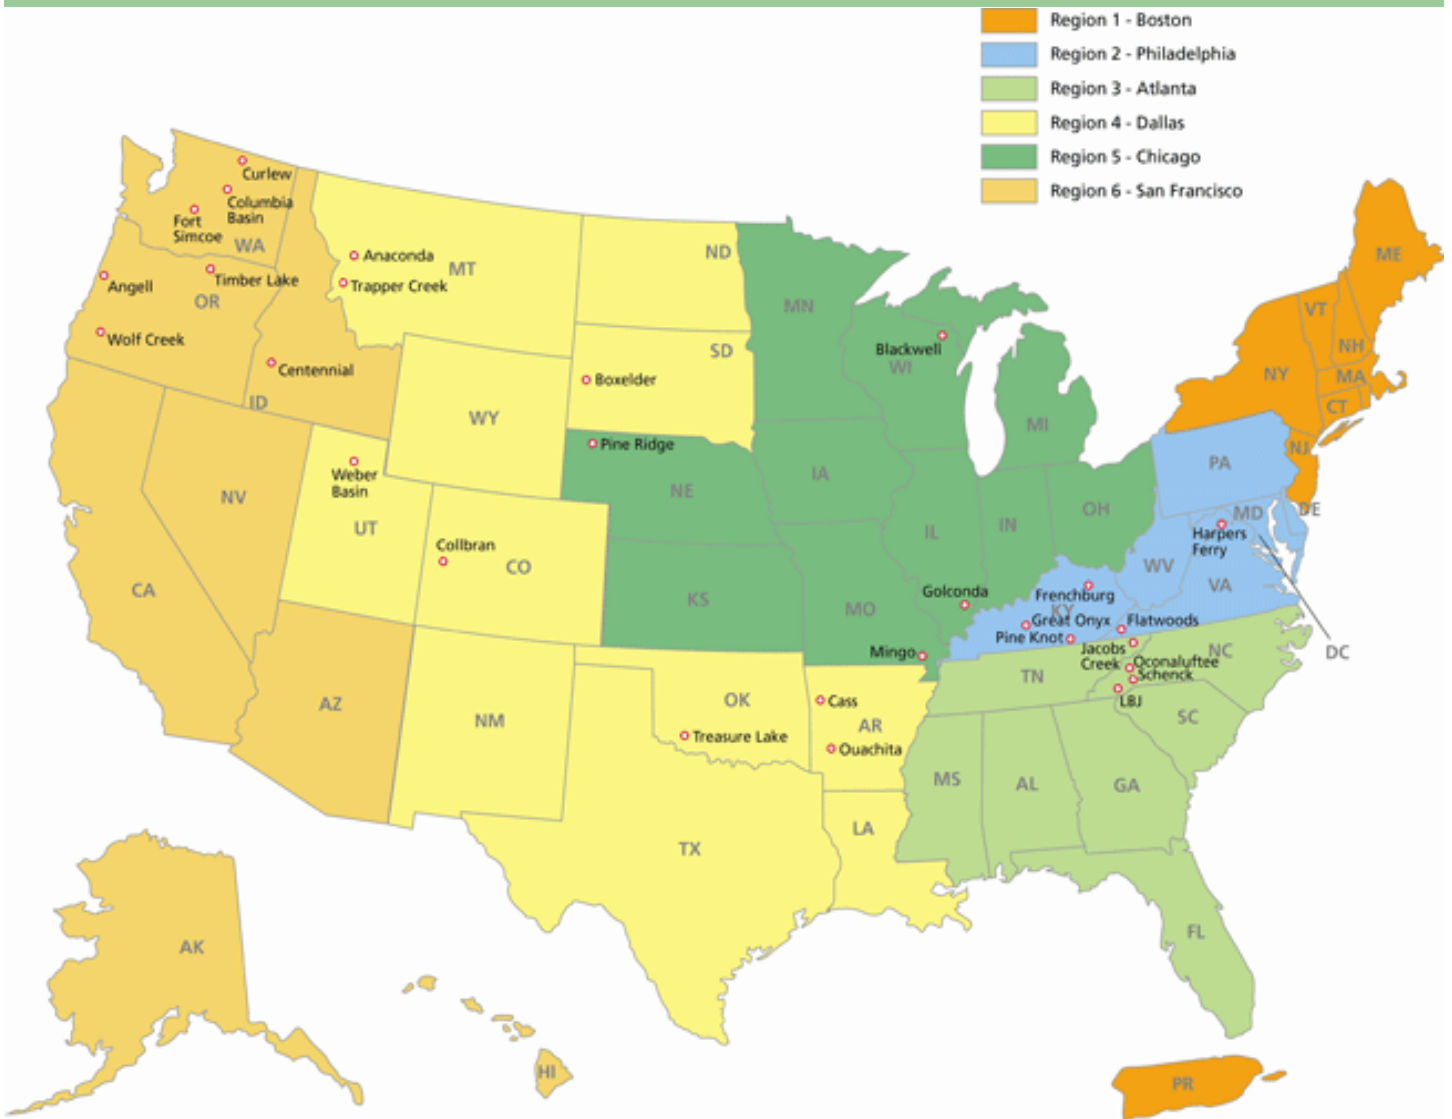 Region 1 - Boston
Region 2 - Philadelphia
Region 3 - Atlanta
Region 4 - Dallas
Region 5 - Chicago
Region 6 - San Francisco
Curlew
Columbia
Basin
Fort
Simcoe
WA
Angell
Timber Lake
OR
Wolf Creek
Centennial
ID
Anaconda
MT
Trapper Creek
ND
SD
Boxelder
WY
Pine Ridge
NE
MN
Blackwell
WI
MI
IA
ME
VT
NH
NY
MA
CT
NJ
PA
DE
MD
Harpers
Ferry
WV
VA
DC
NV
Weber
Basin
UT
Collbran
CO
CA
KS
MO
IL
IN
OH
Golconda
Mingo
Frenchburg
KY
Great Onyx
Flatwoods
Pine Knot
Jacobs
Creek
Oconaluftee
Schenck
LBJ
NC
TN
SC
AZ
NM
OK
Treasure Lake
Cass
AR
Ouachita
MS
AL
GA
LA
TX
FL
AK
HI
PR